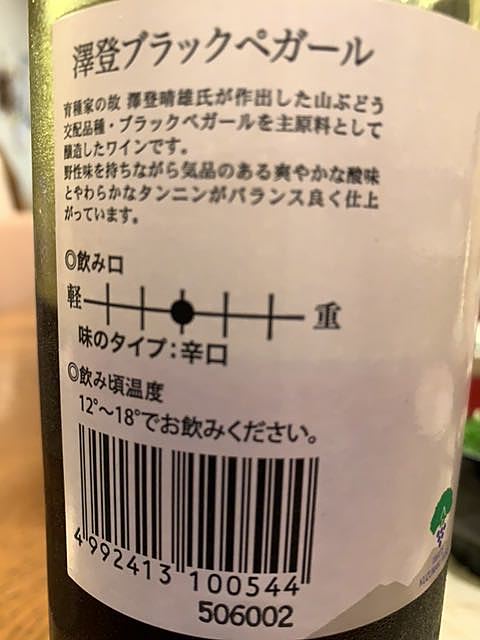 澤登ブラックペガール
育種家の故 澤登晴雄氏が作出した山ぶどう
交配品種・ブラックペガールを主原料として
醸造したワインです。
野性味を持ちながら気品のある爽やかな酸味
とやわらかなタンニンがバランス良く仕上
がっています。
◎飲み口
軽 重
味のタイプ：辛口
◎飲み頃温度
12°〜18°でお飲みください。
4 992413 100544
506002